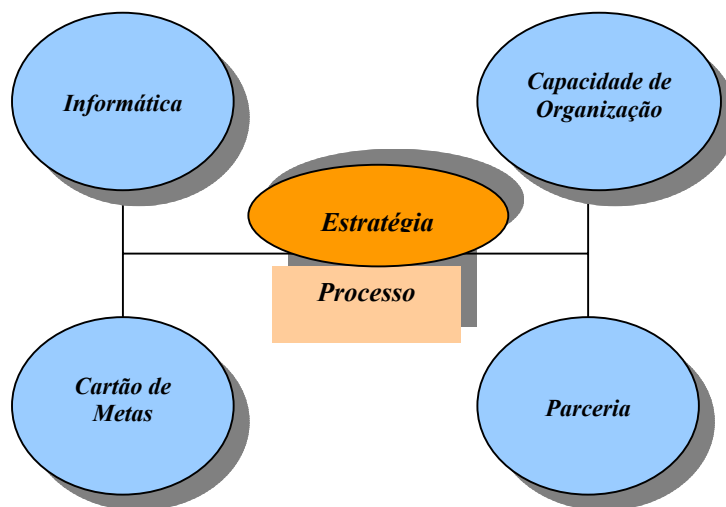 Informática
Capacidade de
Organização
Estratégia
Processo
Cartão de
Metas
Parceria